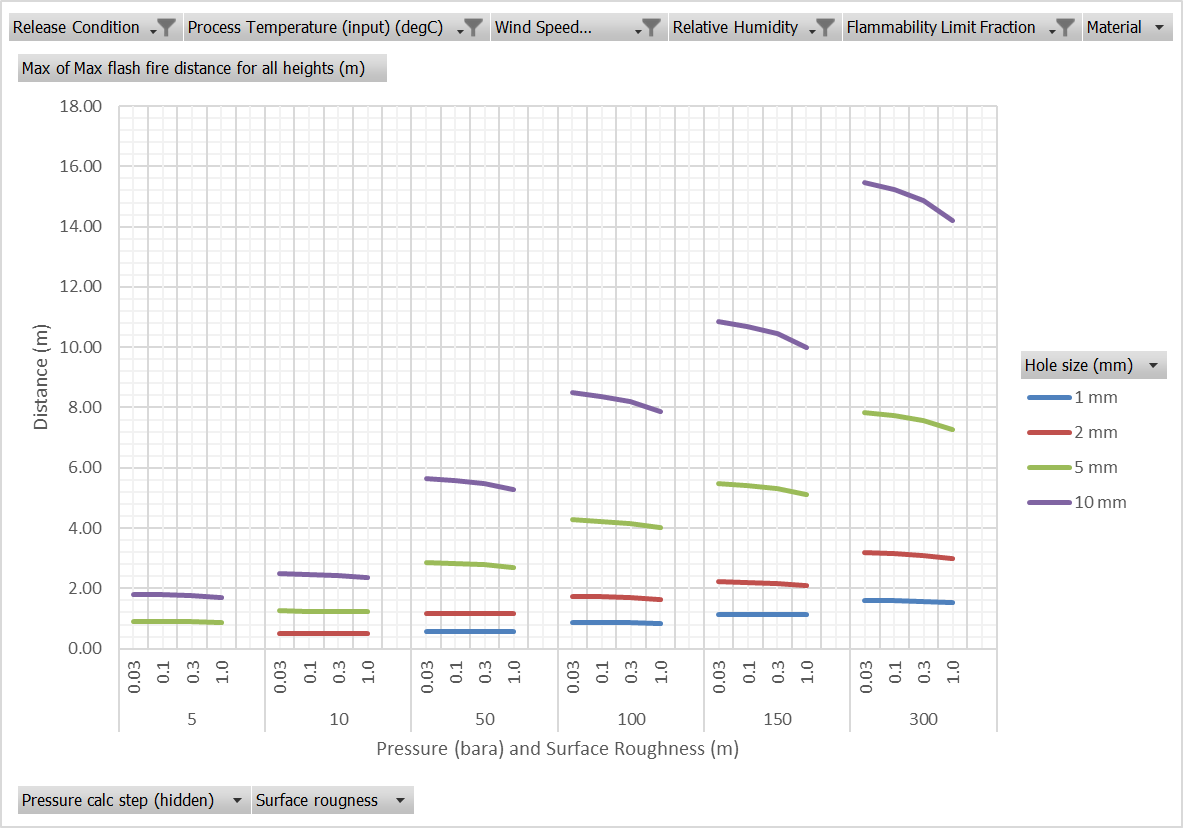 Release Condition Process Temperature (input) (degC) Wind Speed... Relative Humidity Flammability Limit Fraction Material
Max of Max flash fire distance for all heights (m)
18.00
16.00
14.00
12.00
10.00
8.00
6.00
4.00
2.00
0.00
Distance (m)
0.03 0.1 0.3 1.0 0.03 0.1 0.3 1.0 0.03 0.1 0.3 1.0 0.03 0.1 0.3 1.0 0.03 0.1 0.3 1.0 0.03 0.1 0.3 1.0
5 10 50 100 150 300
Pressure (bara) and Surface Roughness (m)
Hole size (mm)
1 mm
2 mm
5 mm
10 mm
Pressure calc step (hidden) Surface rougness